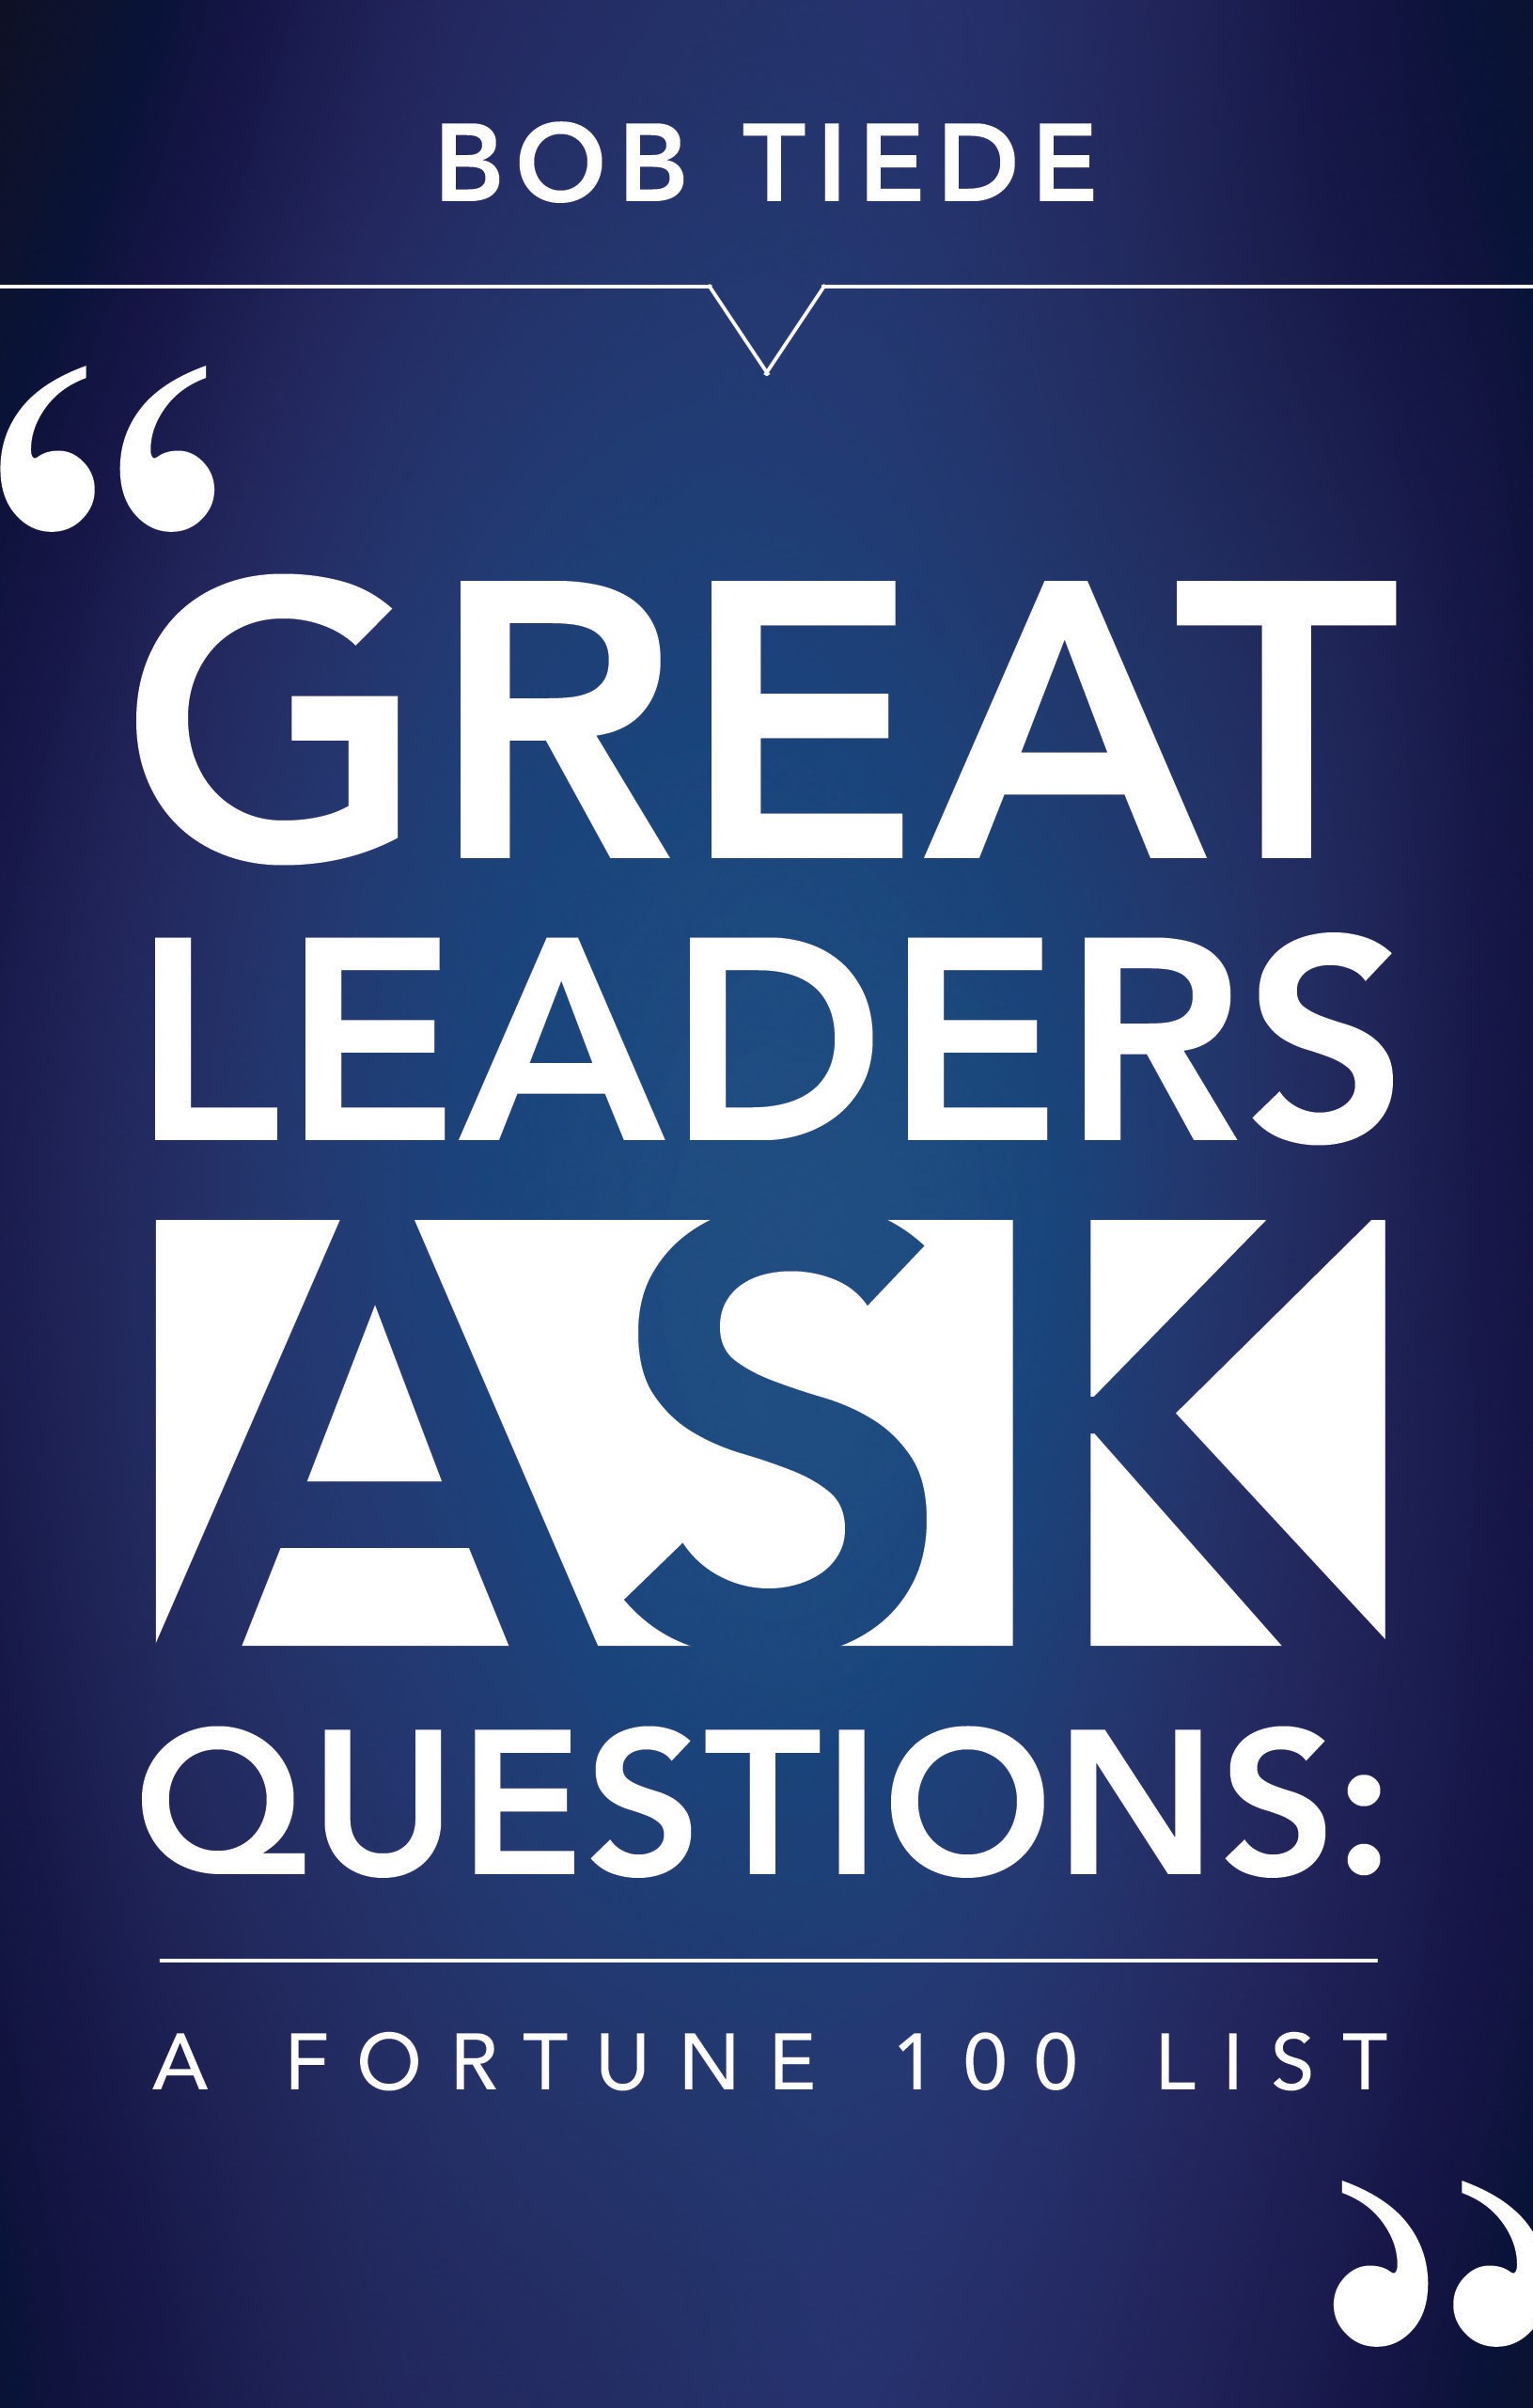 BOB TIEDE
“
GREAT
LEADERS
ASK
QUESTIONS:
A FORTUNE 100 LIST
”